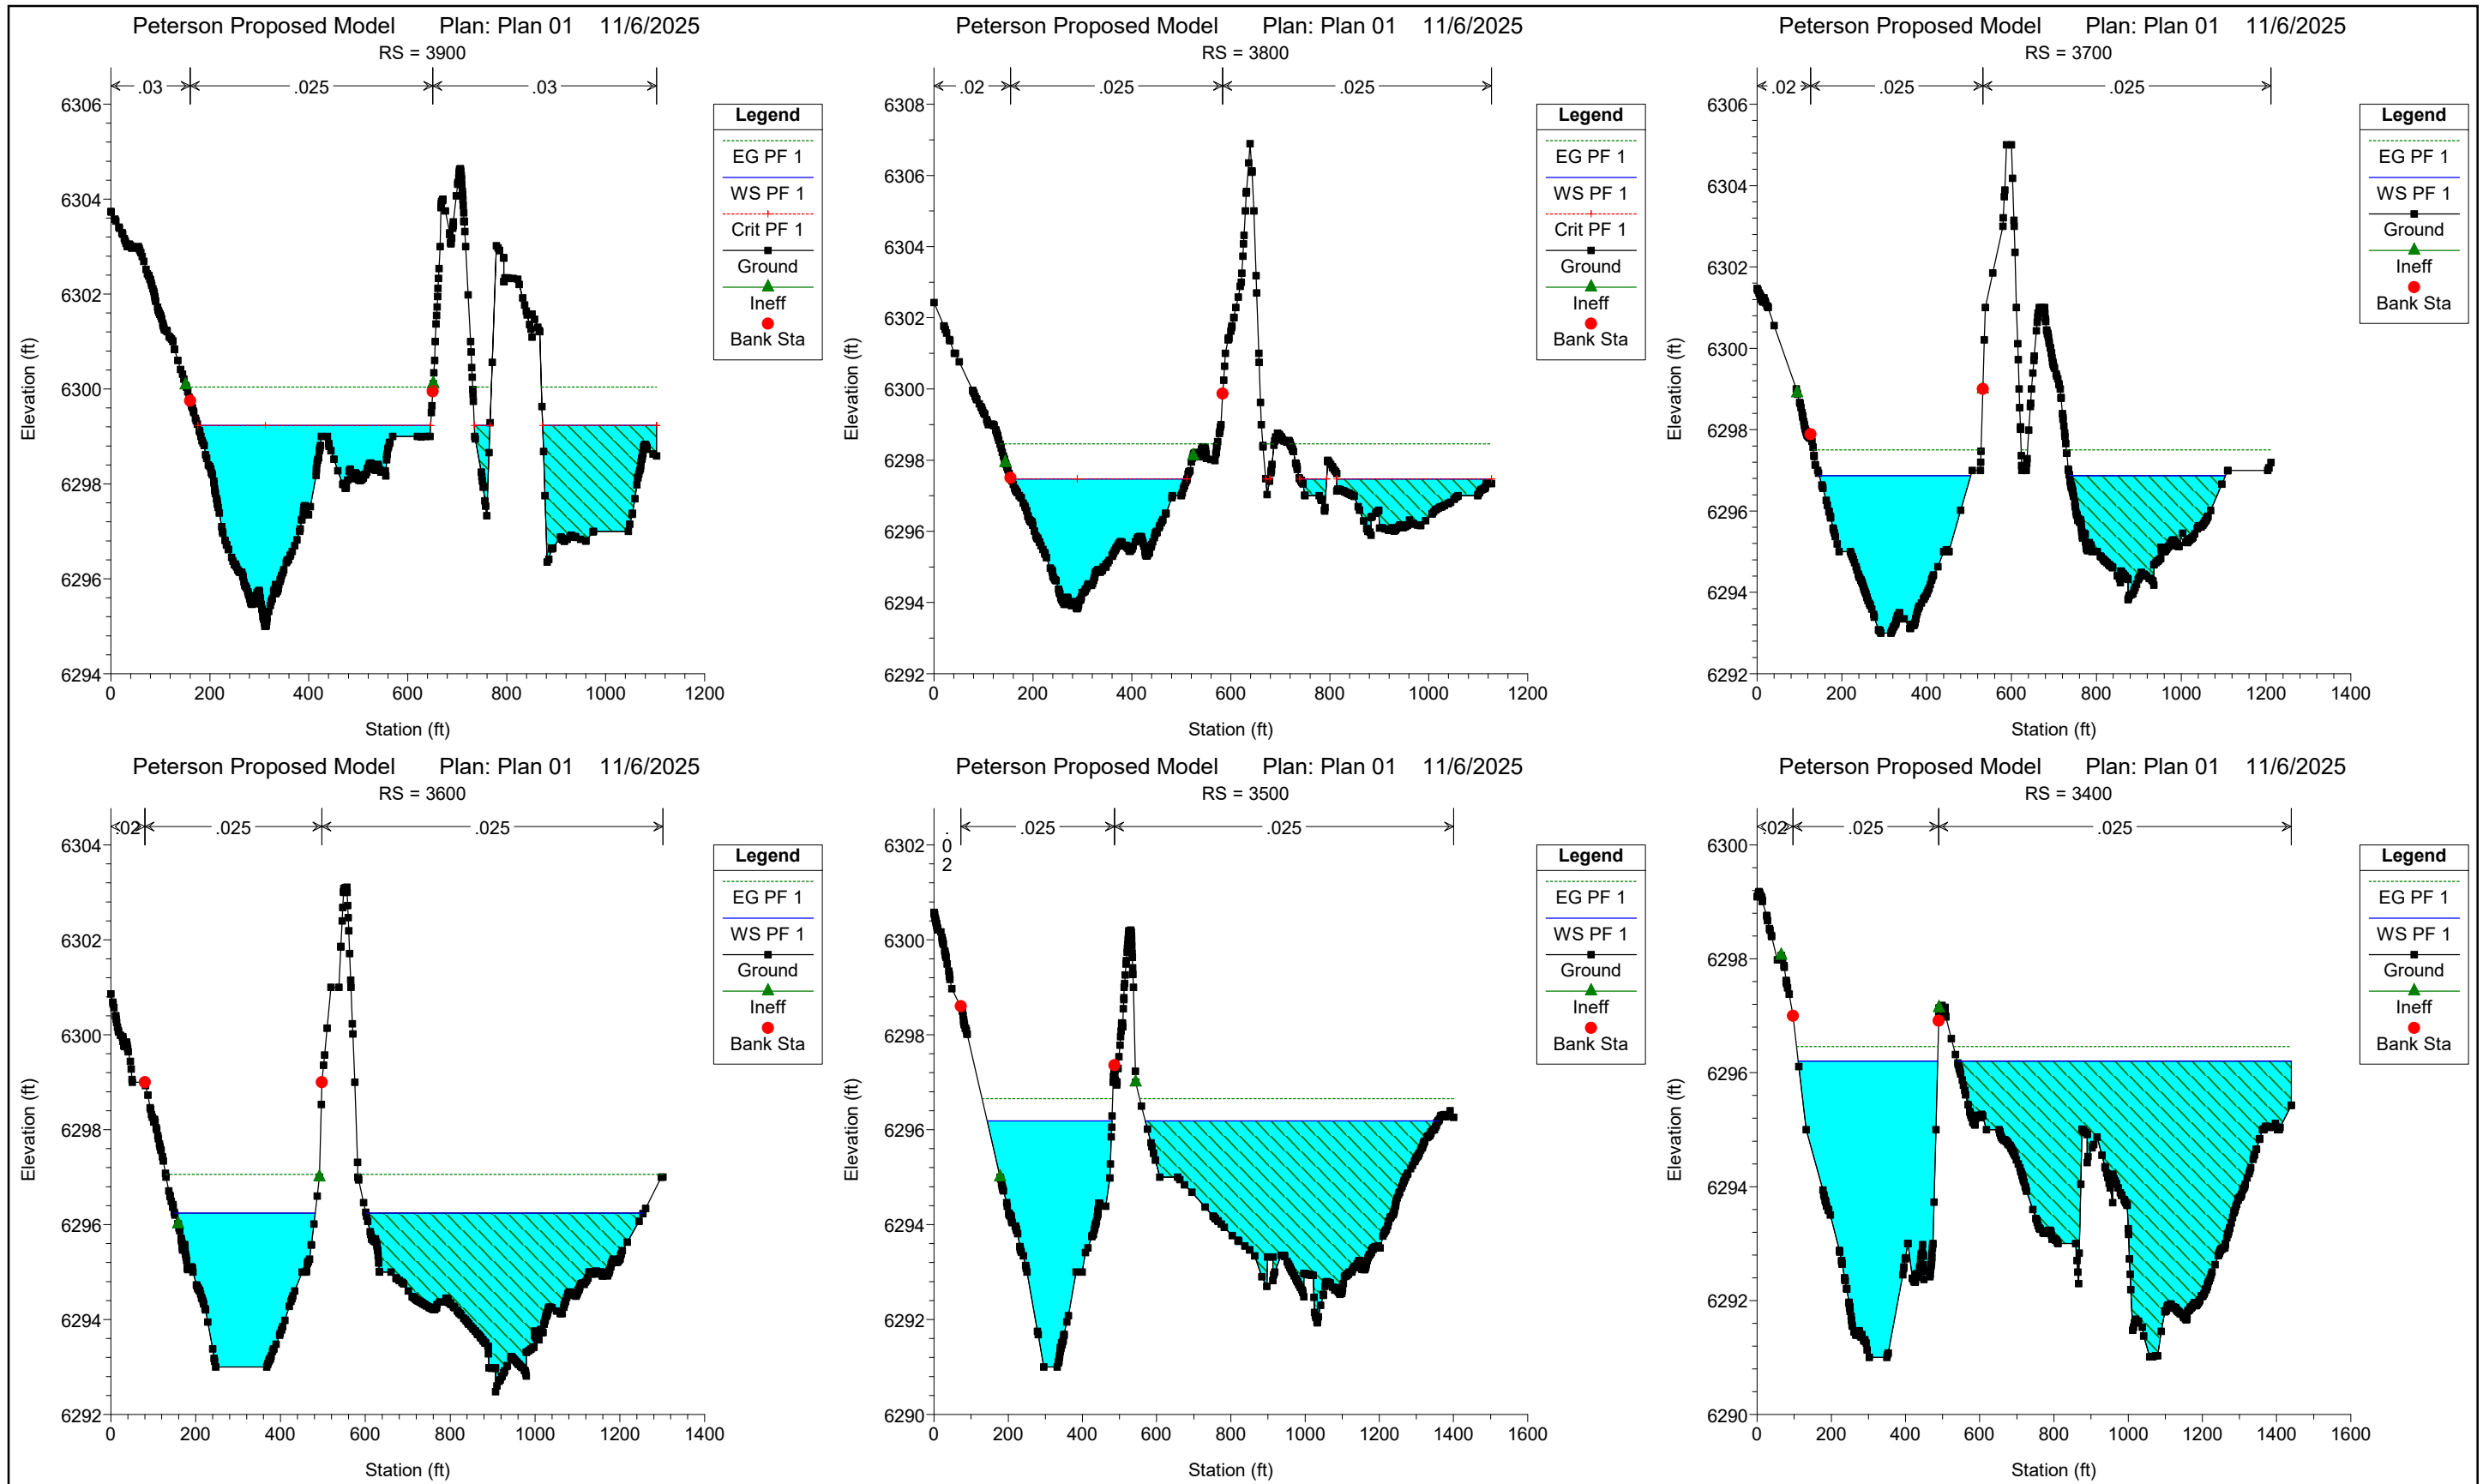 Peterson Proposed Model Plan: Plan 01 11/6/2025
RS = 3900
.03 .025 .03
6306
6304
6302
6300
6298
6296
6294
Elevation (ft)
0 200 400 600 800 1000 1200
Station (ft)
Legend
EG PF 1
WS PF 1
Crit PF 1
Ground
Ineff
Bank Sta
Peterson Proposed Model Plan: Plan 01 11/6/2025
RS = 3800
.02 .025 .025
6308
6306
6304
6302
6300
6298
6296
6294
6292
Elevation (ft)
0 200 400 600 800 1000 1200
Station (ft)
Legend
EG PF 1
WS PF 1
Crit PF 1
Ground
Ineff
Bank Sta
Peterson Proposed Model Plan: Plan 01 11/6/2025
RS = 3700
.02 .025 .025
6306
6304
6302
6300
6298
6296
6294
6292
Elevation (ft)
0 200 400 600 800 1000 1200 1400
Station (ft)
Legend
EG PF 1
WS PF 1
Ground
Ineff
Bank Sta
Peterson Proposed Model Plan: Plan 01 11/6/2025
RS = 3600
.02 .025 .025
6304
6302
6300
6298
6296
6294
6292
Elevation (ft)
0 200 400 600 800 1000 1200 1400
Station (ft)
Legend
EG PF 1
WS PF 1
Ground
Ineff
Bank Sta
Peterson Proposed Model Plan: Plan 01 11/6/2025
RS = 3500
.02 .025 .025
6302
6300
6298
6296
6294
6292
6290
Elevation (ft)
0 200 400 600 800 1000 1200 1400 1600
Station (ft)
Legend
EG PF 1
WS PF 1
Ground
Ineff
Bank Sta
Peterson Proposed Model Plan: Plan 01 11/6/2025
RS = 3400
.02 .025 .025
6300
6298
6296
6294
6292
6290
Elevation (ft)
0 200 400 600 800 1000 1200 1400 1600
Station (ft)
Legend
EG PF 1
WS PF 1
Ground
Ineff
Bank Sta